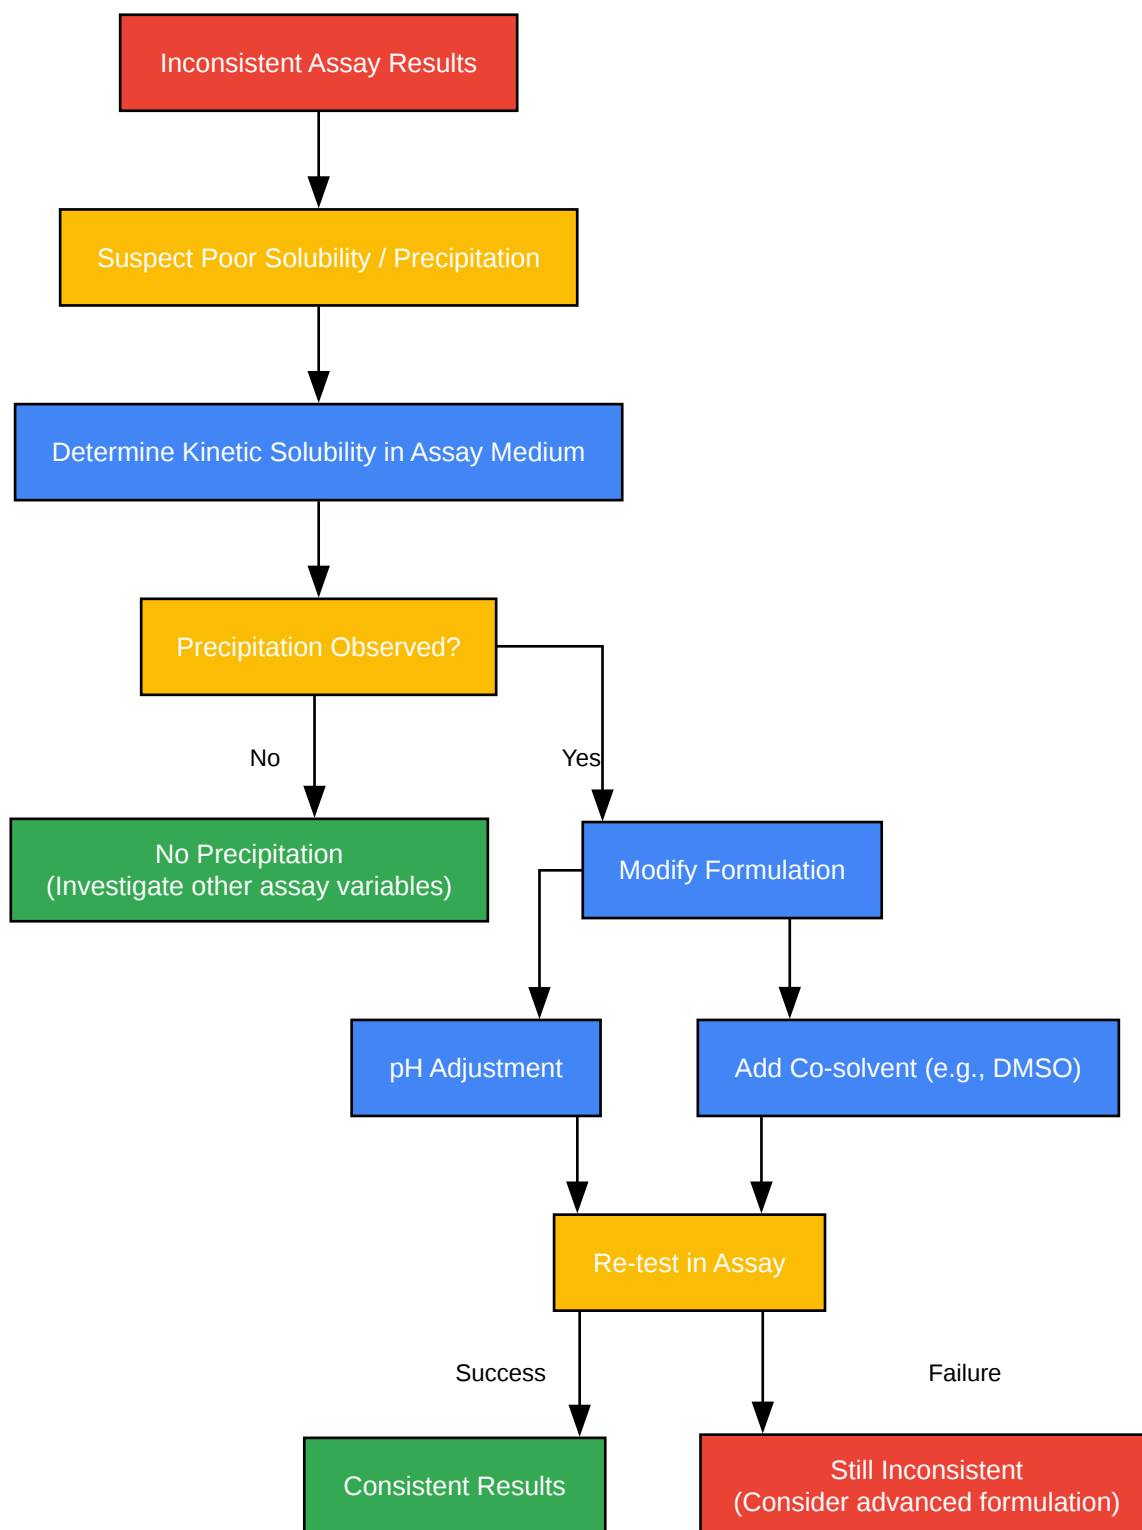 Inconsistent Assay Results
Suspect Poor Solubility / Precipitation
Determine Kinetic Solubility in Assay Medium
Precipitation Observed?
No
Yes
No Precipitation
(Investigate other assay variables)
Modify Formulation
pH Adjustment
Add Co-solvent (e.g., DMSO)
Re-test in Assay
Success
Failure
Consistent Results
Still Inconsistent
(Consider advanced formulation)